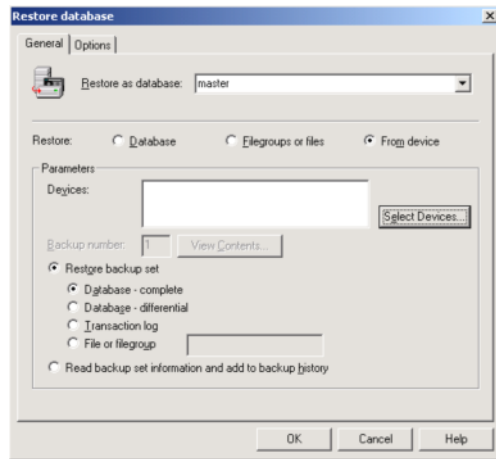 Restore database
General Options
Restore as database: master
Restore: Database Filegroups or files From device
Parameters
Devices:
Select Devices...
Backup number: 1 View Contents...
Restore backup set
Database - complete
Database - differential
Transaction log
File or filegroup
Read backup set information and add to backup history
OK Cancel Help